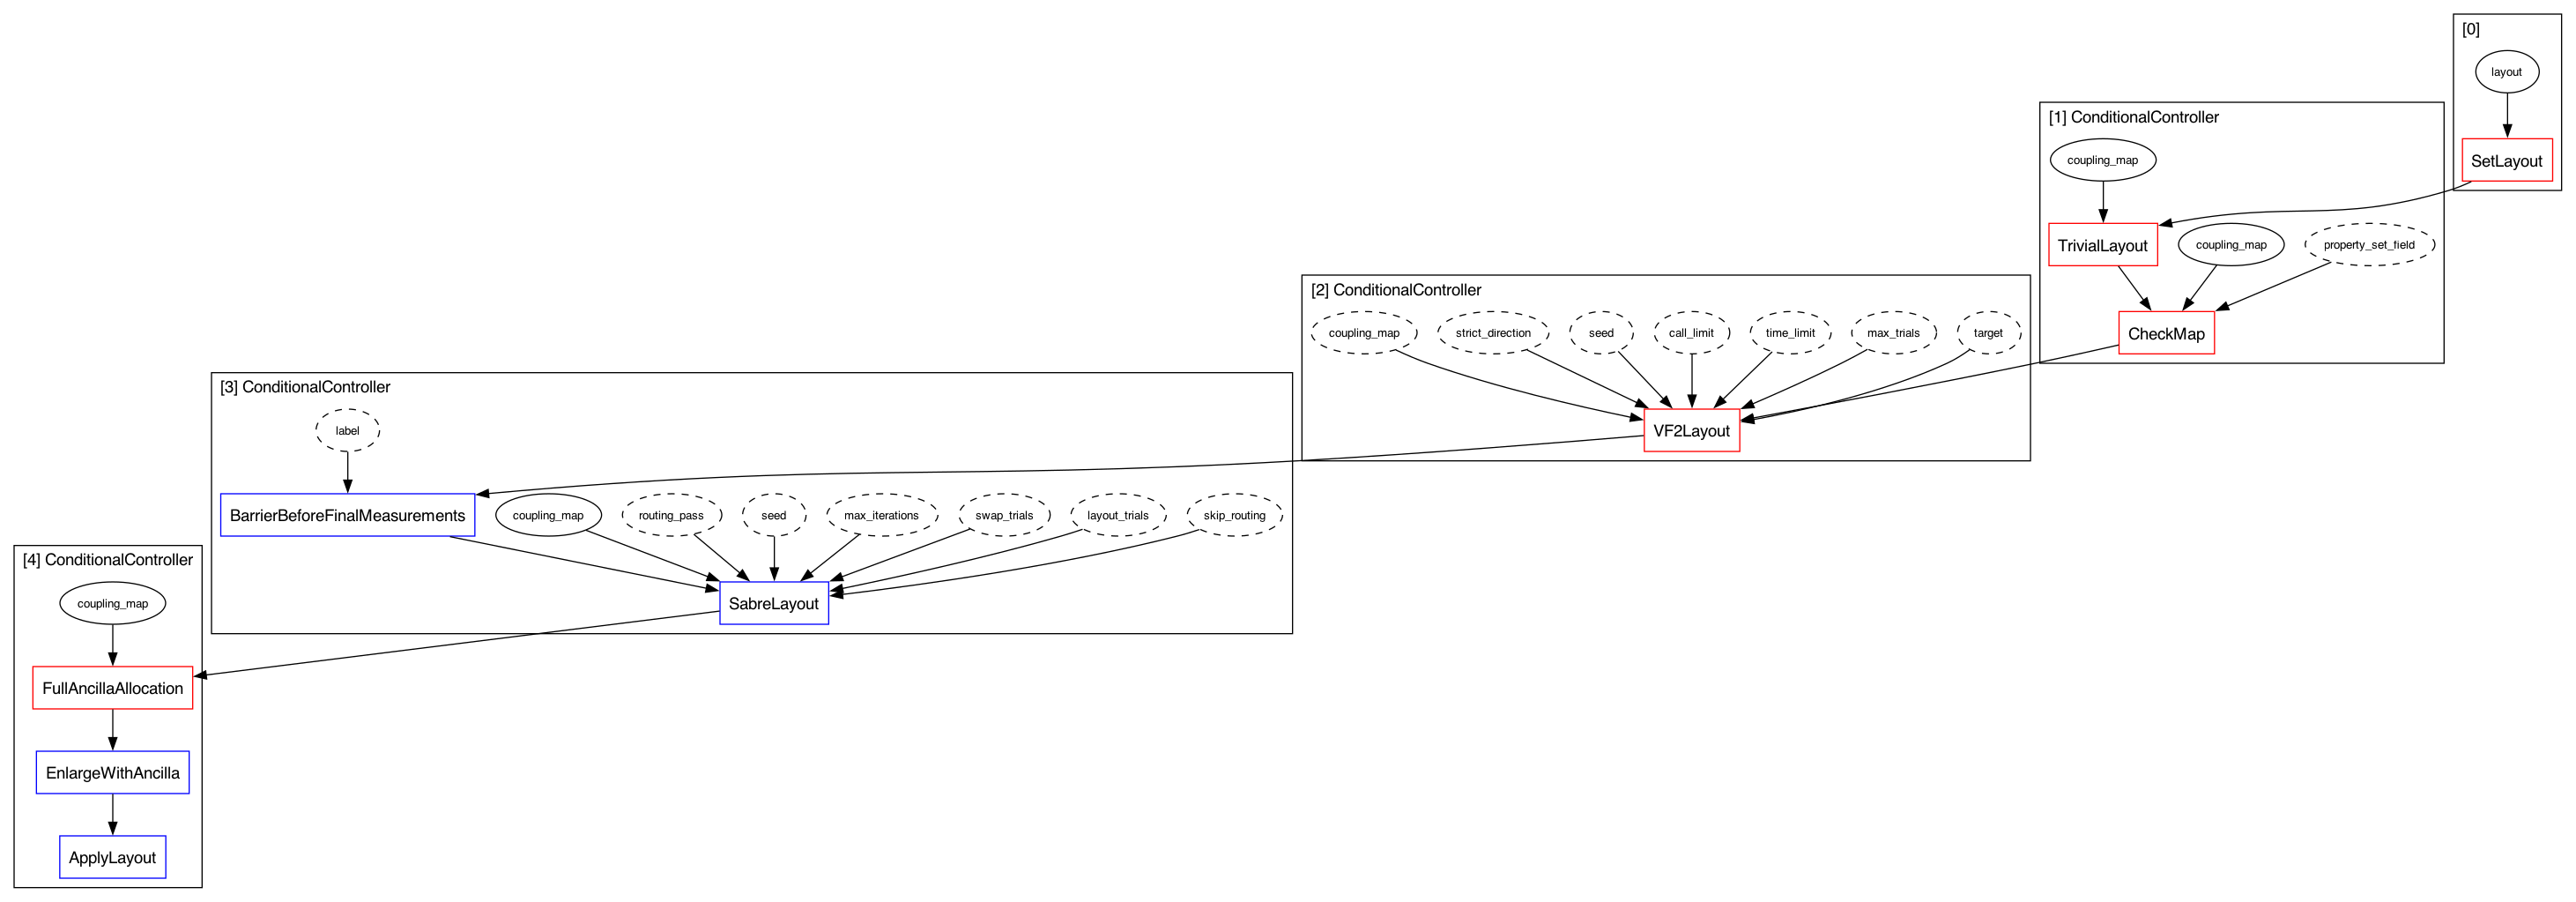 [0]
layout
SetLayout
[1] ConditionalController
coupling_map
TrivialLayout
coupling_map
property_set_field
CheckMap
[2] ConditionalController
coupling_map
strict_direction
seed
call_limit
time_limit
max_trials
target
VF2Layout
[3] ConditionalController
label
BarrierBeforeFinalMeasurements
coupling_map
routing_pass
seed
max_iterations
swap_trials
layout_trials
skip_routing
SabreLayout
[4] ConditionalController
coupling_map
FullAncillaAllocation
EnlargeWithAncilla
ApplyLayout